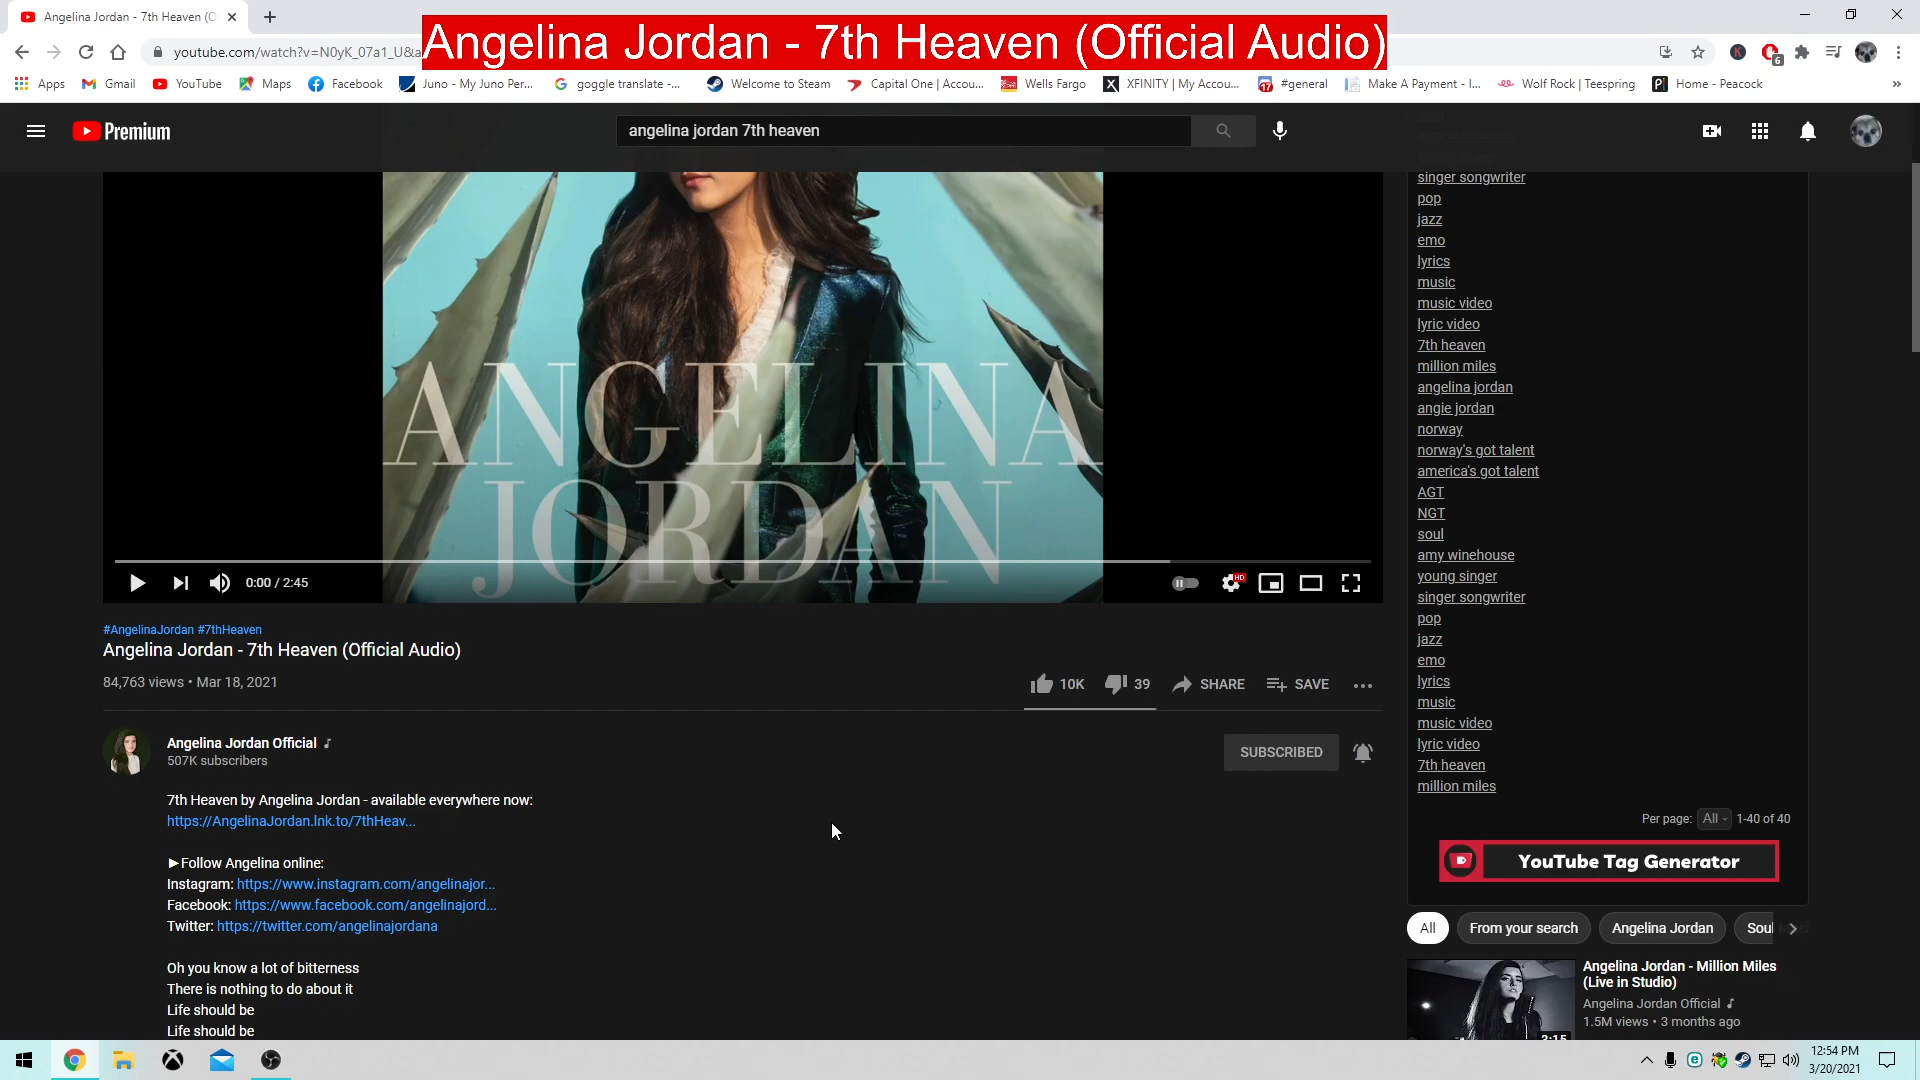 Angelina Jordan - 7th Heaven (O
youtube.com/watch?v=N0yK_07a1_U&a
Angelina Jordan - 7th Heaven (Official Audio)
6
Apps
Gmail
YouTube
Maps
Facebook
Juno - My Juno Per...
goggle translate -...
Welcome to Steam
Capital One | Accou...
Wells Fargo
XFINITY | My Accou...
17
#general
Make A Payment - I...
Wolf Rock | Teespring
Home - Peacock
»
Premium
angelina jordan 7th heaven
ANGELINA
JORDAN
0:00 / 2:45
HD
#AngelinaJordan #7thHeaven
Angelina Jordan - 7th Heaven (Official Audio)
84,763 views • Mar 18, 2021
10K
39
SHARE
SAVE
Angelina Jordan Official
507K subscribers
SUBSCRIBED
7th Heaven by Angelina Jordan - available everywhere now:
https://AngelinaJordan.lnk.to/7thHeav...
►Follow Angelina online:
Instagram: https://www.instagram.com/angelinajor...
Facebook: https://www.facebook.com/angelinajord...
Twitter: https://twitter.com/angelinajordana
Oh you know a lot of bitterness
There is nothing to do about it
Life should be
Life should be
singer songwriter
pop
jazz
emo
lyrics
music
music video
lyric video
7th heaven
million miles
angelina jordan
angie jordan
norway
norway's got talent
america's got talent
AGT
NGT
soul
amy winehouse
young singer
singer songwriter
pop
jazz
emo
lyrics
music
music video
lyric video
7th heaven
million miles
Per page: All 1-40 of 40
YouTube Tag Generator
All
From your search
Angelina Jordan
Soul
Angelina Jordan - Million Miles
(Live in Studio)
Angelina Jordan Official
1.5M views • 3 months ago
3:15
12:54 PM
3/20/2021